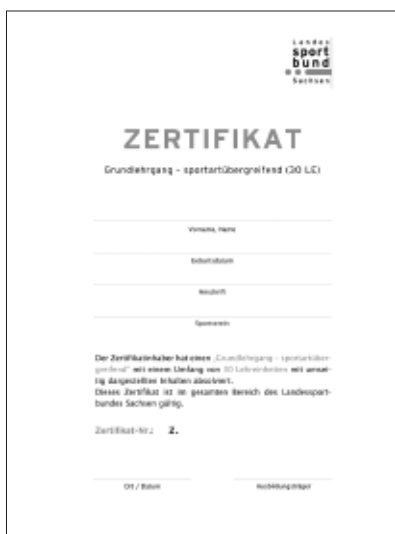 Landes
sport
bund
Sachsen
ZERTIFIKAT
Grundlehrgang – sportartübergreifend (30 LE)
Vorname, Name
Geburtsdatum
Anschrift
Sportverein
Der Zertifikatinhaber hat einen „Grundlehrgang – sportartüber-
greifend“ mit einem Umfang von 30 Lehreinheiten mit umsei-
tig dargestellten Inhalten absolviert.
Dieses Zertifikat ist im gesamten Bereich des Landessport-
bundes Sachsen gültig.
Zertifikat-Nr.: 2.
Ort / Datum
Ausbildungsträger